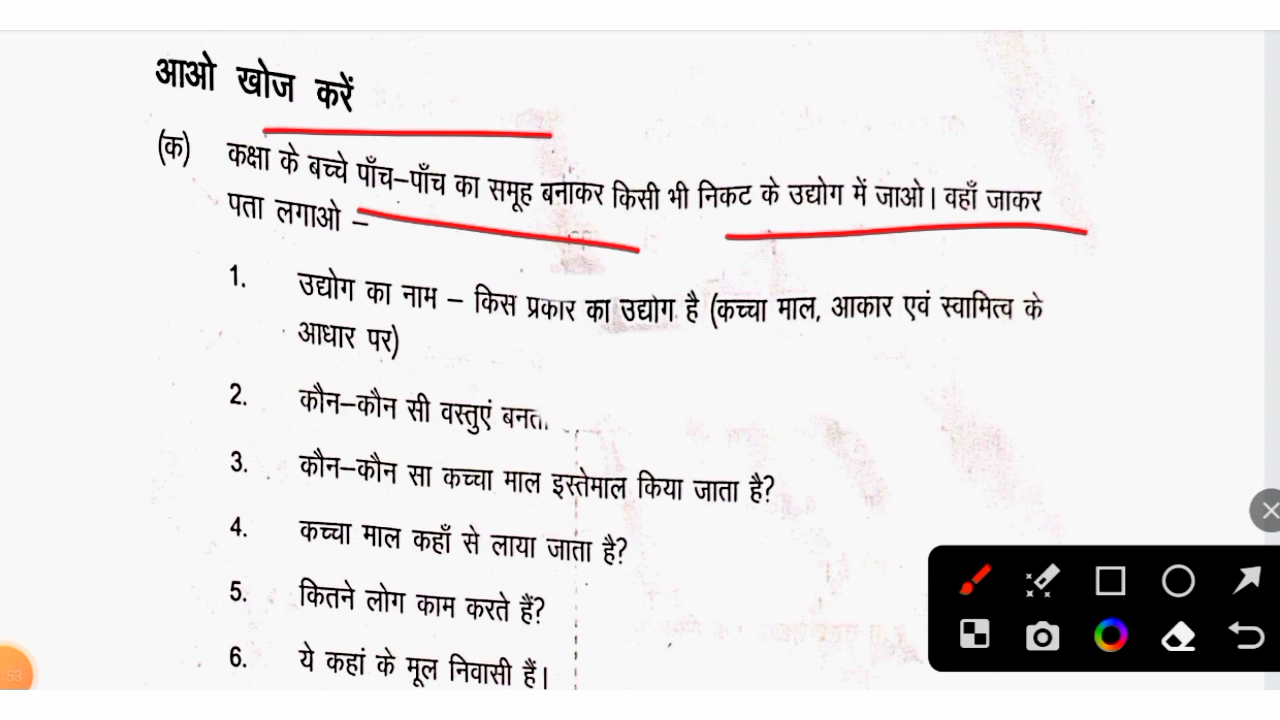 आओ खोज करें
(क) कक्षा के बच्चे पाँच–पाँच का समूह बनाकर किसी भी निकट के उद्योग में जाओ। वहाँ जाकर
पता लगाओ –
1. उद्योग का नाम – किस प्रकार का उद्योग है (कच्चा माल, आकार एवं स्वामित्व के
आधार पर)
2. कौन–कौन सी वस्तुएं
3. कौन–कौन सा कच्चा माल इस्तेमाल किया जाता है?
4. कच्चा माल कहाँ से लाया जाता है?
5. कितने लोग काम करते हैं?
6. ये कहां के मूल निवासी हैं।
:53